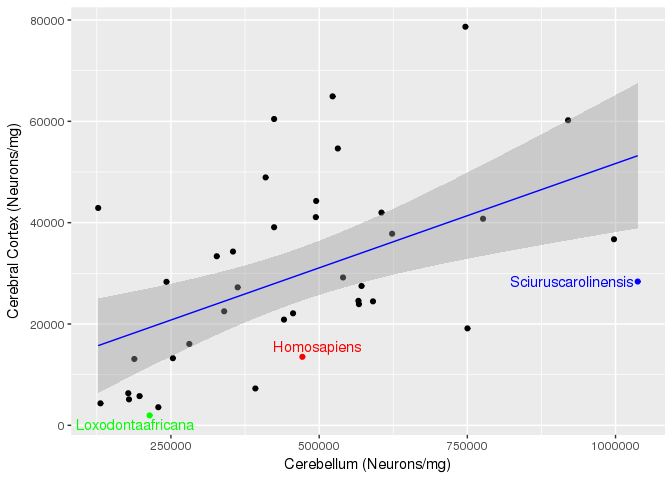 80000
60000
40000
20000
0
Cerebral Cortex (Neurons/mg)
Sciuruscarolinensis
Homosapiens
Loxodontaafricana
250000 500000 750000 1000000
Cerebellum (Neurons/mg)